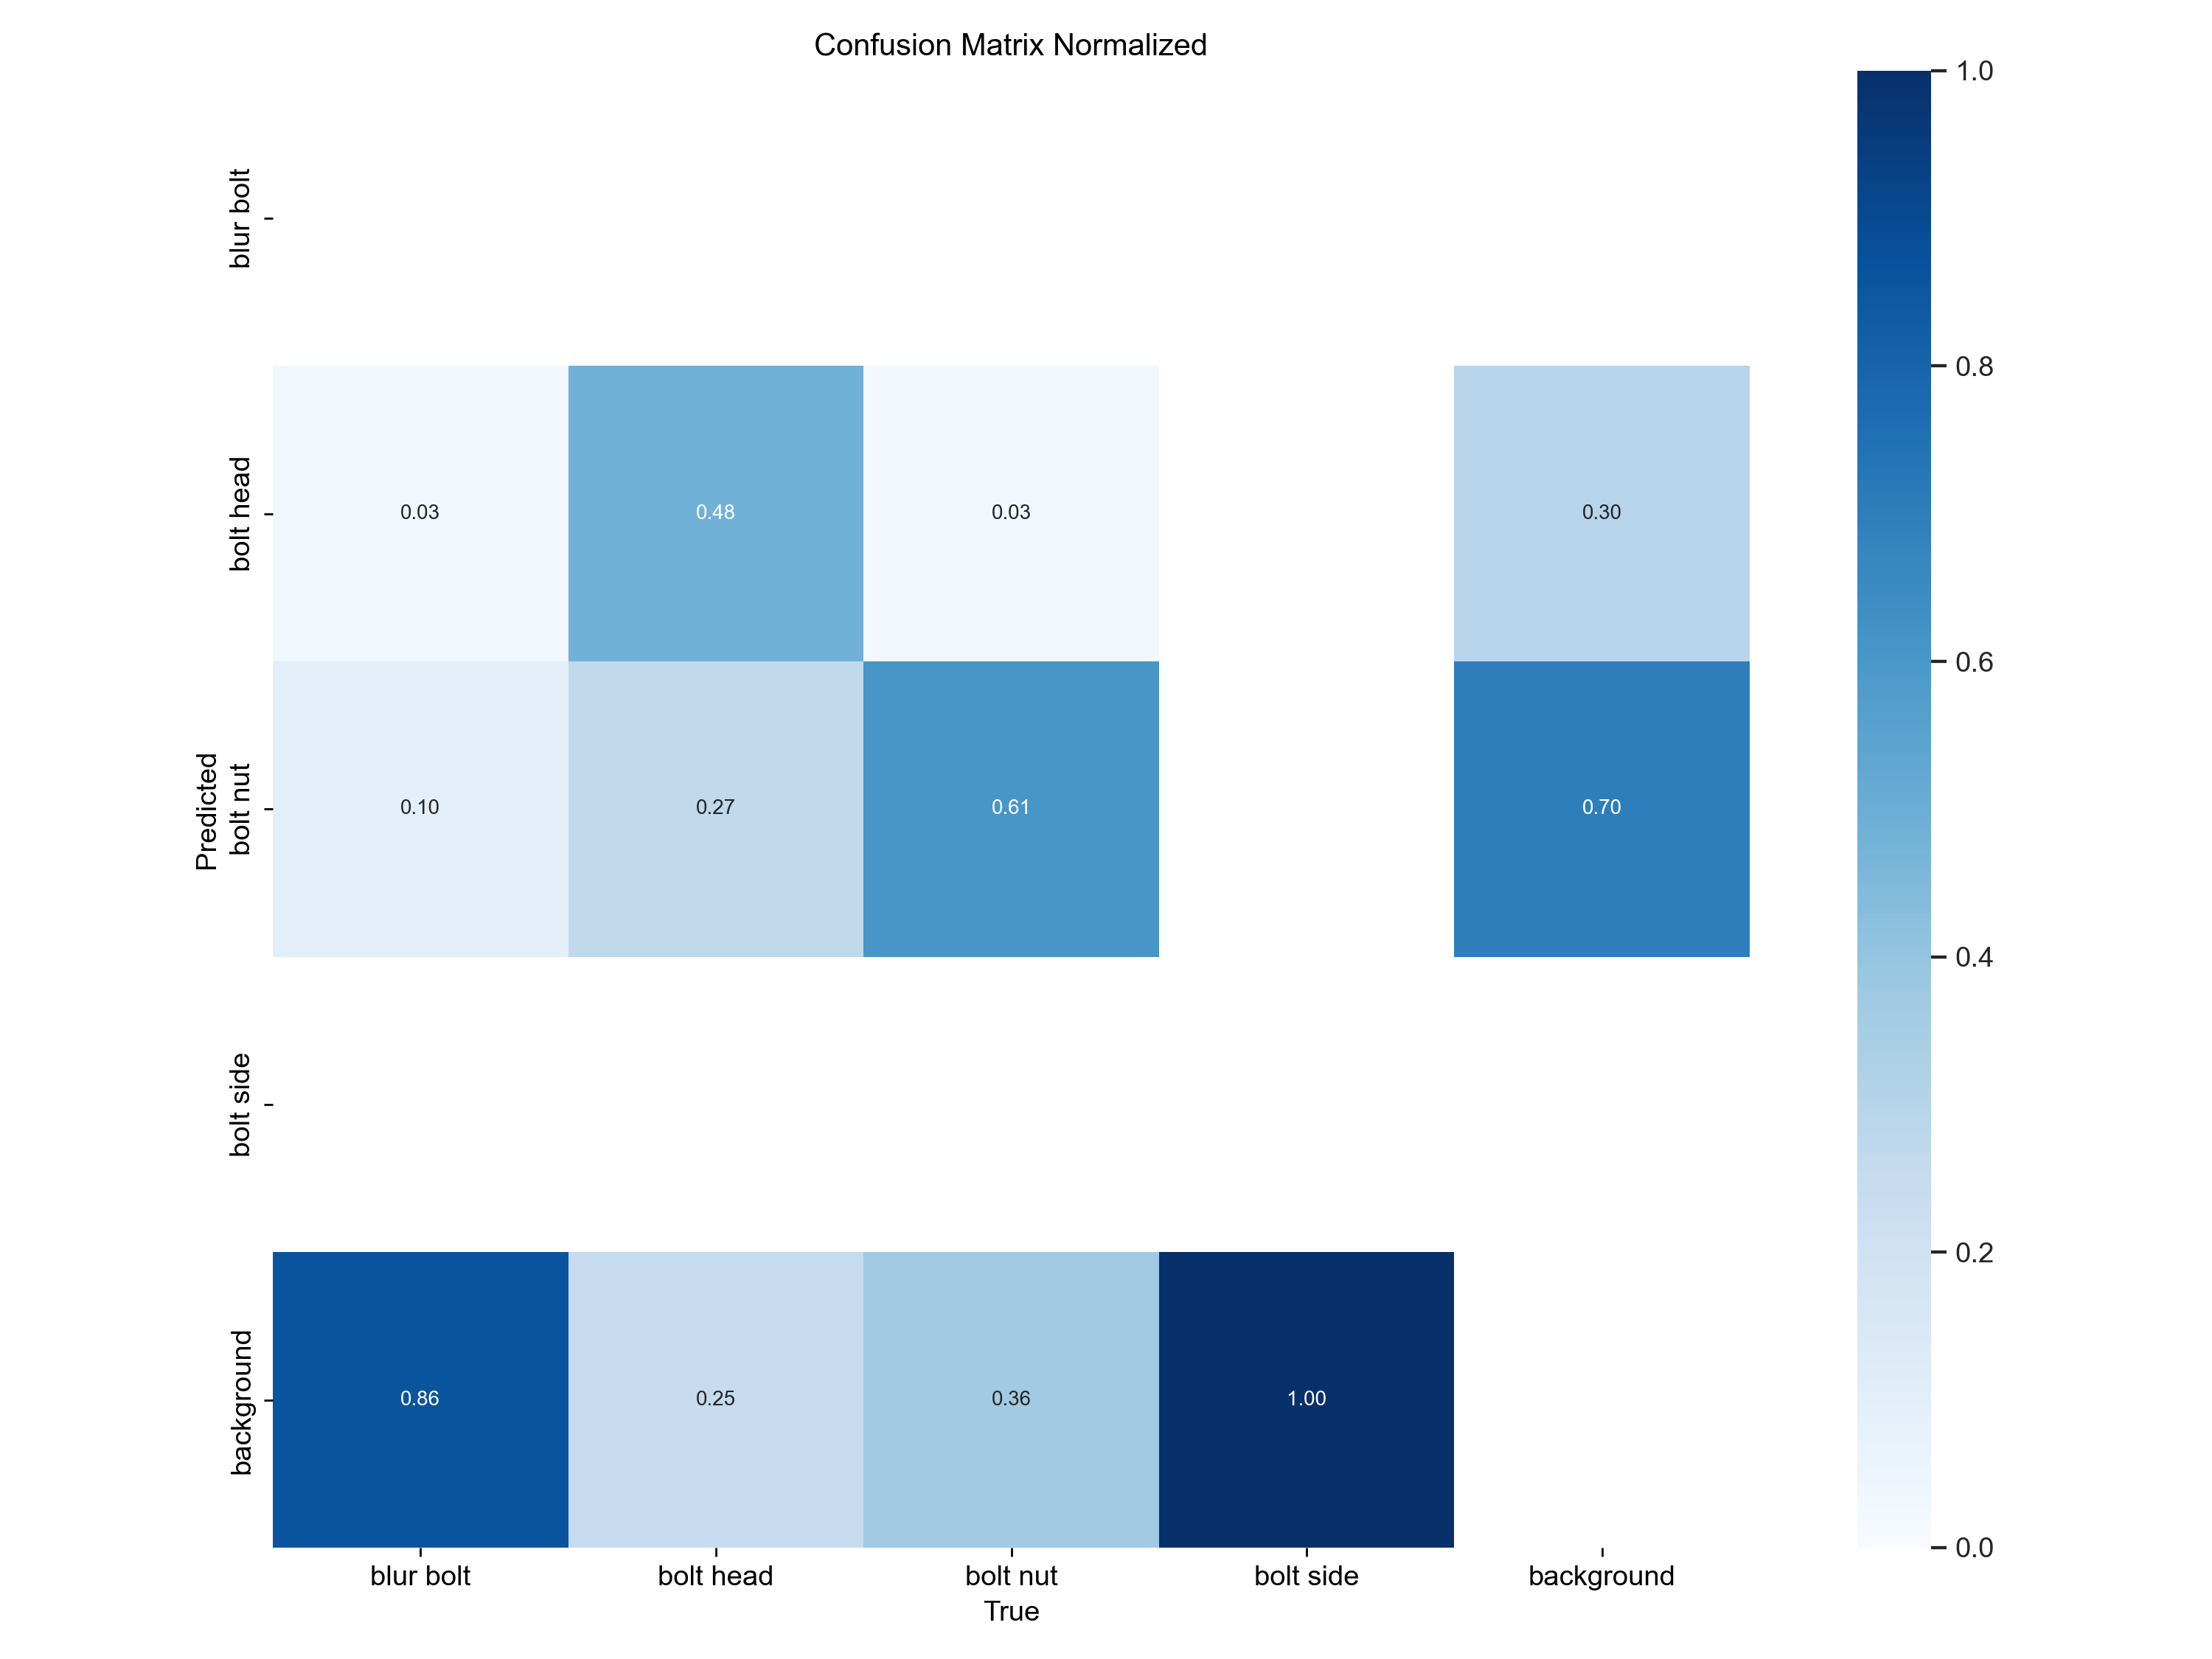 Confusion Matrix Normalized
blur bolt
bolt head
bolt nut
bolt side
background
Predicted
0.03 0.48 0.03 0.30
0.10 0.27 0.61 0.70
0.86 0.25 0.36 1.00
blur bolt bolt head bolt nut bolt side background
True
1.0
0.8
0.6
0.4
0.2
0.0